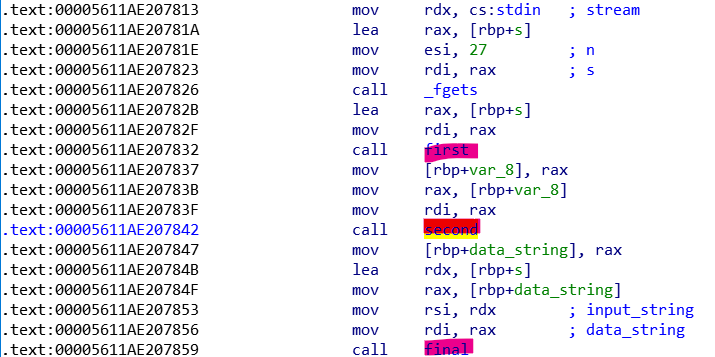 .text:00005611AE207813 mov rdx, cs:stdin ; stream
.text:00005611AE20781A lea rax, [rbp+s]
.text:00005611AE20781E mov esi, 27 ; n
.text:00005611AE207823 mov rdi, rax ; s
.text:00005611AE207826 call _fgets
.text:00005611AE20782B lea rax, [rbp+s]
.text:00005611AE20782F mov rdi, rax
.text:00005611AE207832 call first
.text:00005611AE207837 mov [rbp+var_8], rax
.text:00005611AE20783B mov rax, [rbp+var_8]
.text:00005611AE20783F mov rdi, rax
.text:00005611AE207842 call second
.text:00005611AE207847 mov [rbp+data_string], rax
.text:00005611AE20784B lea rdx, [rbp+s]
.text:00005611AE20784F mov rax, [rbp+data_string]
.text:00005611AE207853 mov rsi, rdx ; input_string
.text:00005611AE207856 mov rdi, rax ; data_string
.text:00005611AE207859 call final